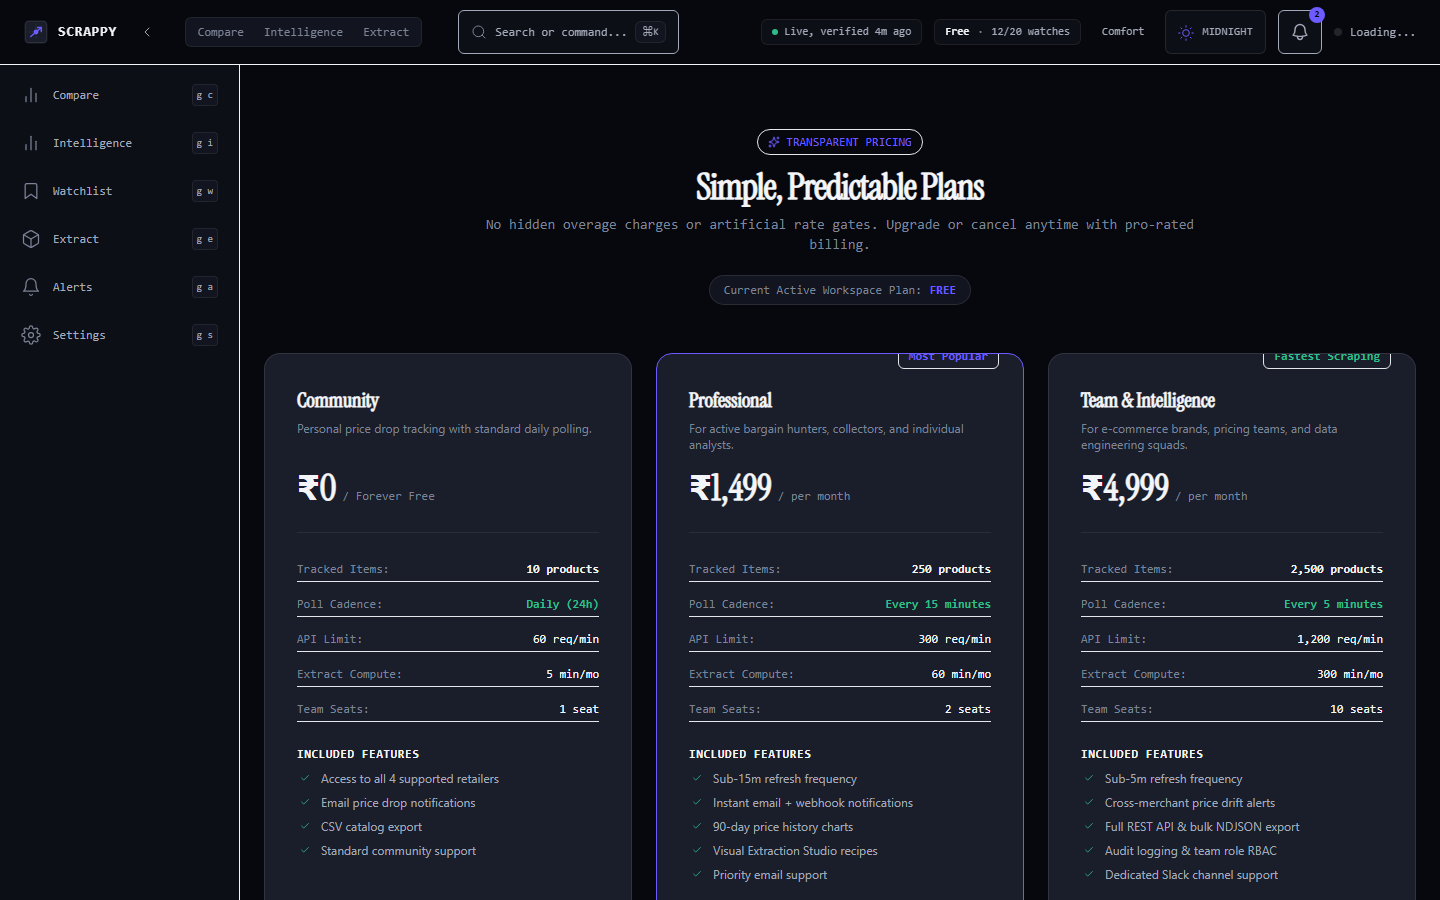 SCRAPPY
Compare Intelligence Extract
Search or command... ⌘K
Live, verified 4m ago
Free · 12/20 watches
Comfort
MIDNIGHT
2
Loading...
Compare g c
Intelligence g i
Watchlist g w
Extract g e
Alerts g a
Settings g s
TRANSPARENT PRICING
Simple, Predictable Plans
No hidden overage charges or artificial rate gates. Upgrade or cancel anytime with pro-rated
billing.
Current Active Workspace Plan: FREE
Community
Personal price drop tracking with standard daily polling.
₹0 / Forever Free
Tracked Items: 10 products
Poll Cadence: Daily (24h)
API Limit: 60 req/min
Extract Compute: 5 min/mo
Team Seats: 1 seat
INCLUDED FEATURES
Access to all 4 supported retailers
Email price drop notifications
CSV catalog export
Standard community support
Most Popular
Professional
For active bargain hunters, collectors, and individual
analysts.
₹1,499 / per month
Tracked Items: 250 products
Poll Cadence: Every 15 minutes
API Limit: 300 req/min
Extract Compute: 60 min/mo
Team Seats: 2 seats
INCLUDED FEATURES
Sub-15m refresh frequency
Instant email + webhook notifications
90-day price history charts
Visual Extraction Studio recipes
Priority email support
Fastest Scraping
Team & Intelligence
For e-commerce brands, pricing teams, and data
engineering squads.
₹4,999 / per month
Tracked Items: 2,500 products
Poll Cadence: Every 5 minutes
API Limit: 1,200 req/min
Extract Compute: 300 min/mo
Team Seats: 10 seats
INCLUDED FEATURES
Sub-5m refresh frequency
Cross-merchant price drift alerts
Full REST API & bulk NDJSON export
Audit logging & team role RBAC
Dedicated Slack channel support